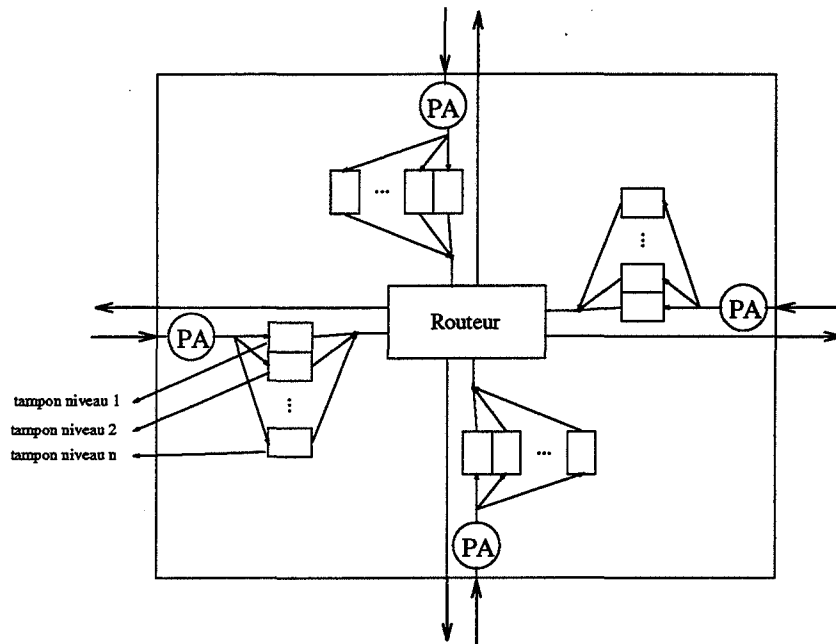 PA
...
...
PA
Routeur
PA
tampon niveau 1
tampon niveau 2
...
tampon niveau n
...
PA